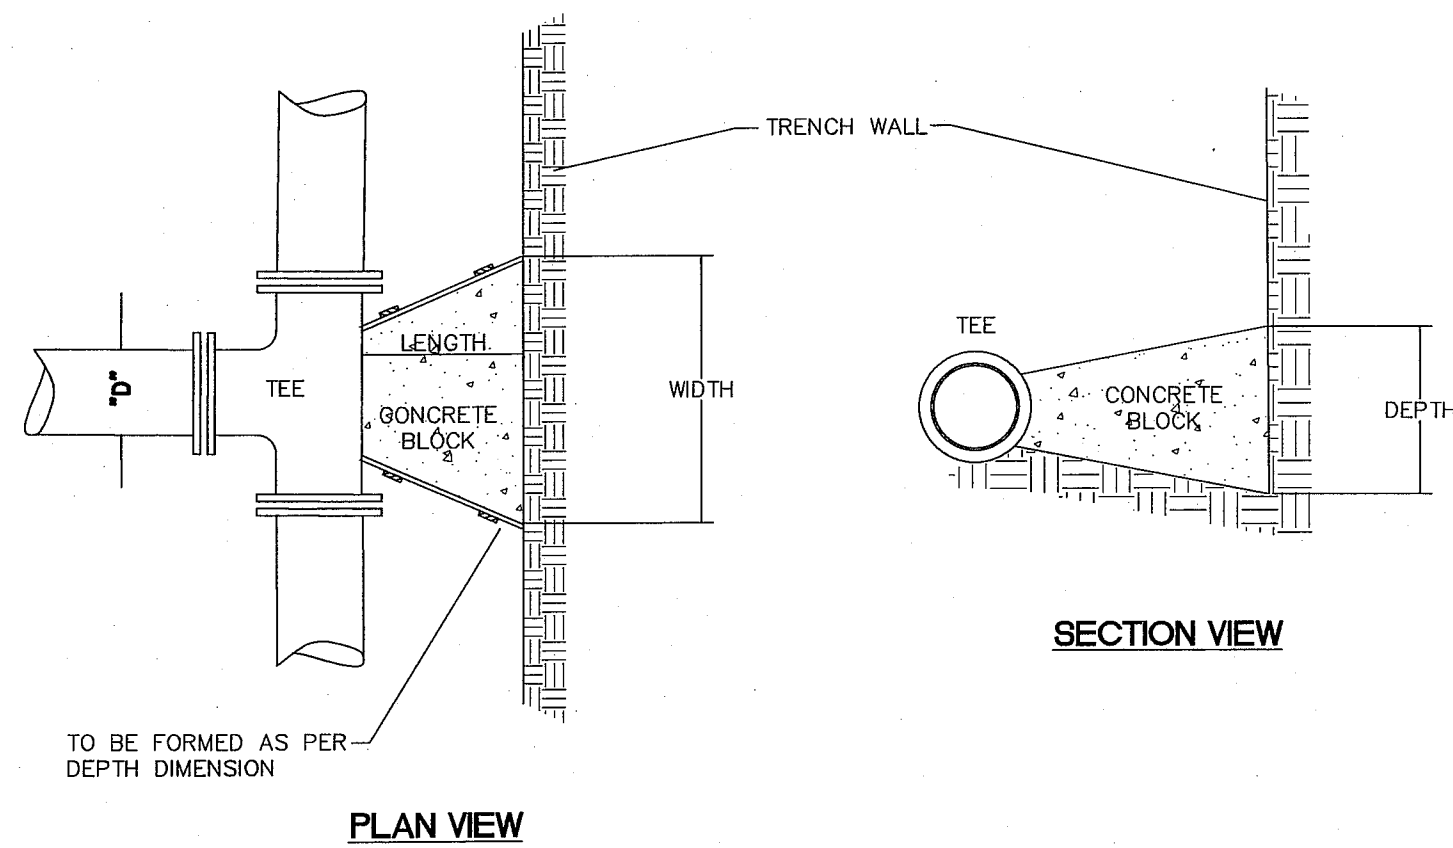 TRENCH WALL
TEE
LENGTH
"D"
TEE
WIDTH
CONCRETE
BLOCK
CONCRETE
BLOCK
DEPTH
SECTION VIEW
TO BE FORMED AS PER
DEPTH DIMENSION
PLAN VIEW